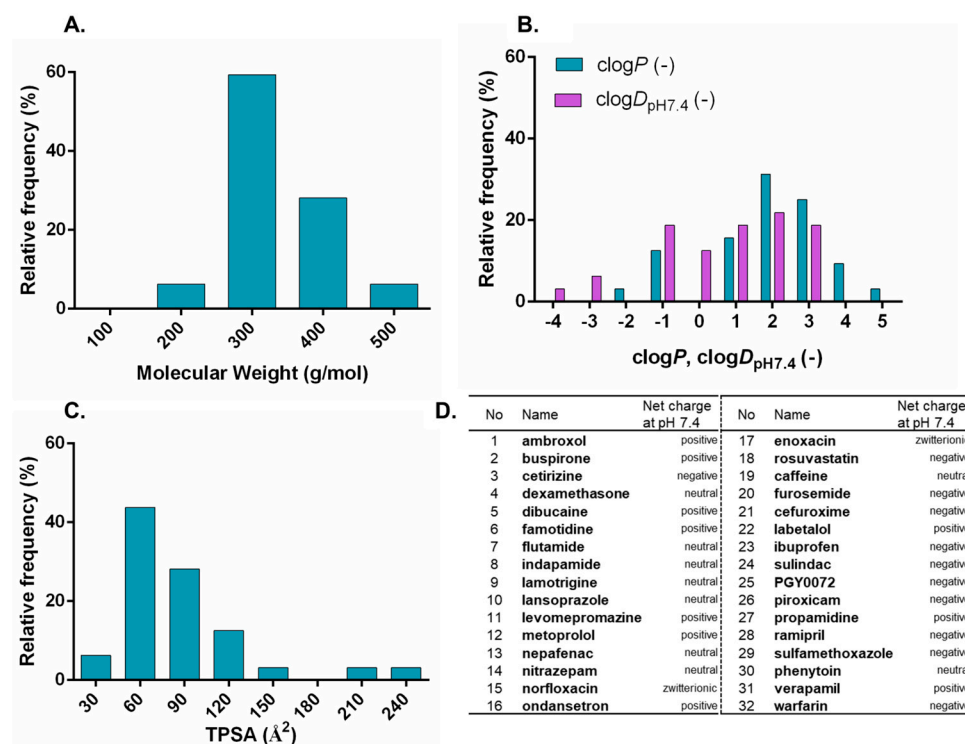 A.
Relative frequency (%)
60
40
20
0
100
200
300
400
500
Molecular Weight (g/mol)
B.
Relative frequency (%)
60
40
20
0
clogP (-)
clogD pH7.4 (-)
-4 -3 -2 -1 0 1 2 3 4 5
clogP, clogD pH7.4 (-)
C.
Relative frequency (%)
60
40
20
0
30
60
90
120
150
180
210
240
TPSA (Å²)
D.
No Name Net charge at pH 7.4 No Name Net charge at pH 7.4
1 ambroxol positive 17 enoxacin zwitterionic
2 buspirone positive 18 rosuvastatin negative
3 cetirizine negative 19 caffeine neutra
4 dexamethasone neutral 20 furosemide negative
5 dibucaine positive 21 cefuroxime negative
6 famotidine positive 22 labetalol positive
7 flutamide neutral 23 ibuprofen negative
8 indapamide neutral 24 sulindac negative
9 lamotrigine neutral 25 PGY0072 negative
10 lansoprazole neutral 26 piroxicam negative
11 levomepromazine positive 27 propamidine positive
12 metoprolol positive 28 ramipril negative
13 nepafenac neutral 29 sulfamethoxazole negative
14 nitrazepam neutral 30 phenytoin neutra
15 norfloxacin zwitterionic 31 verapamil positive
16 ondansetron positive 32 warfarin negative